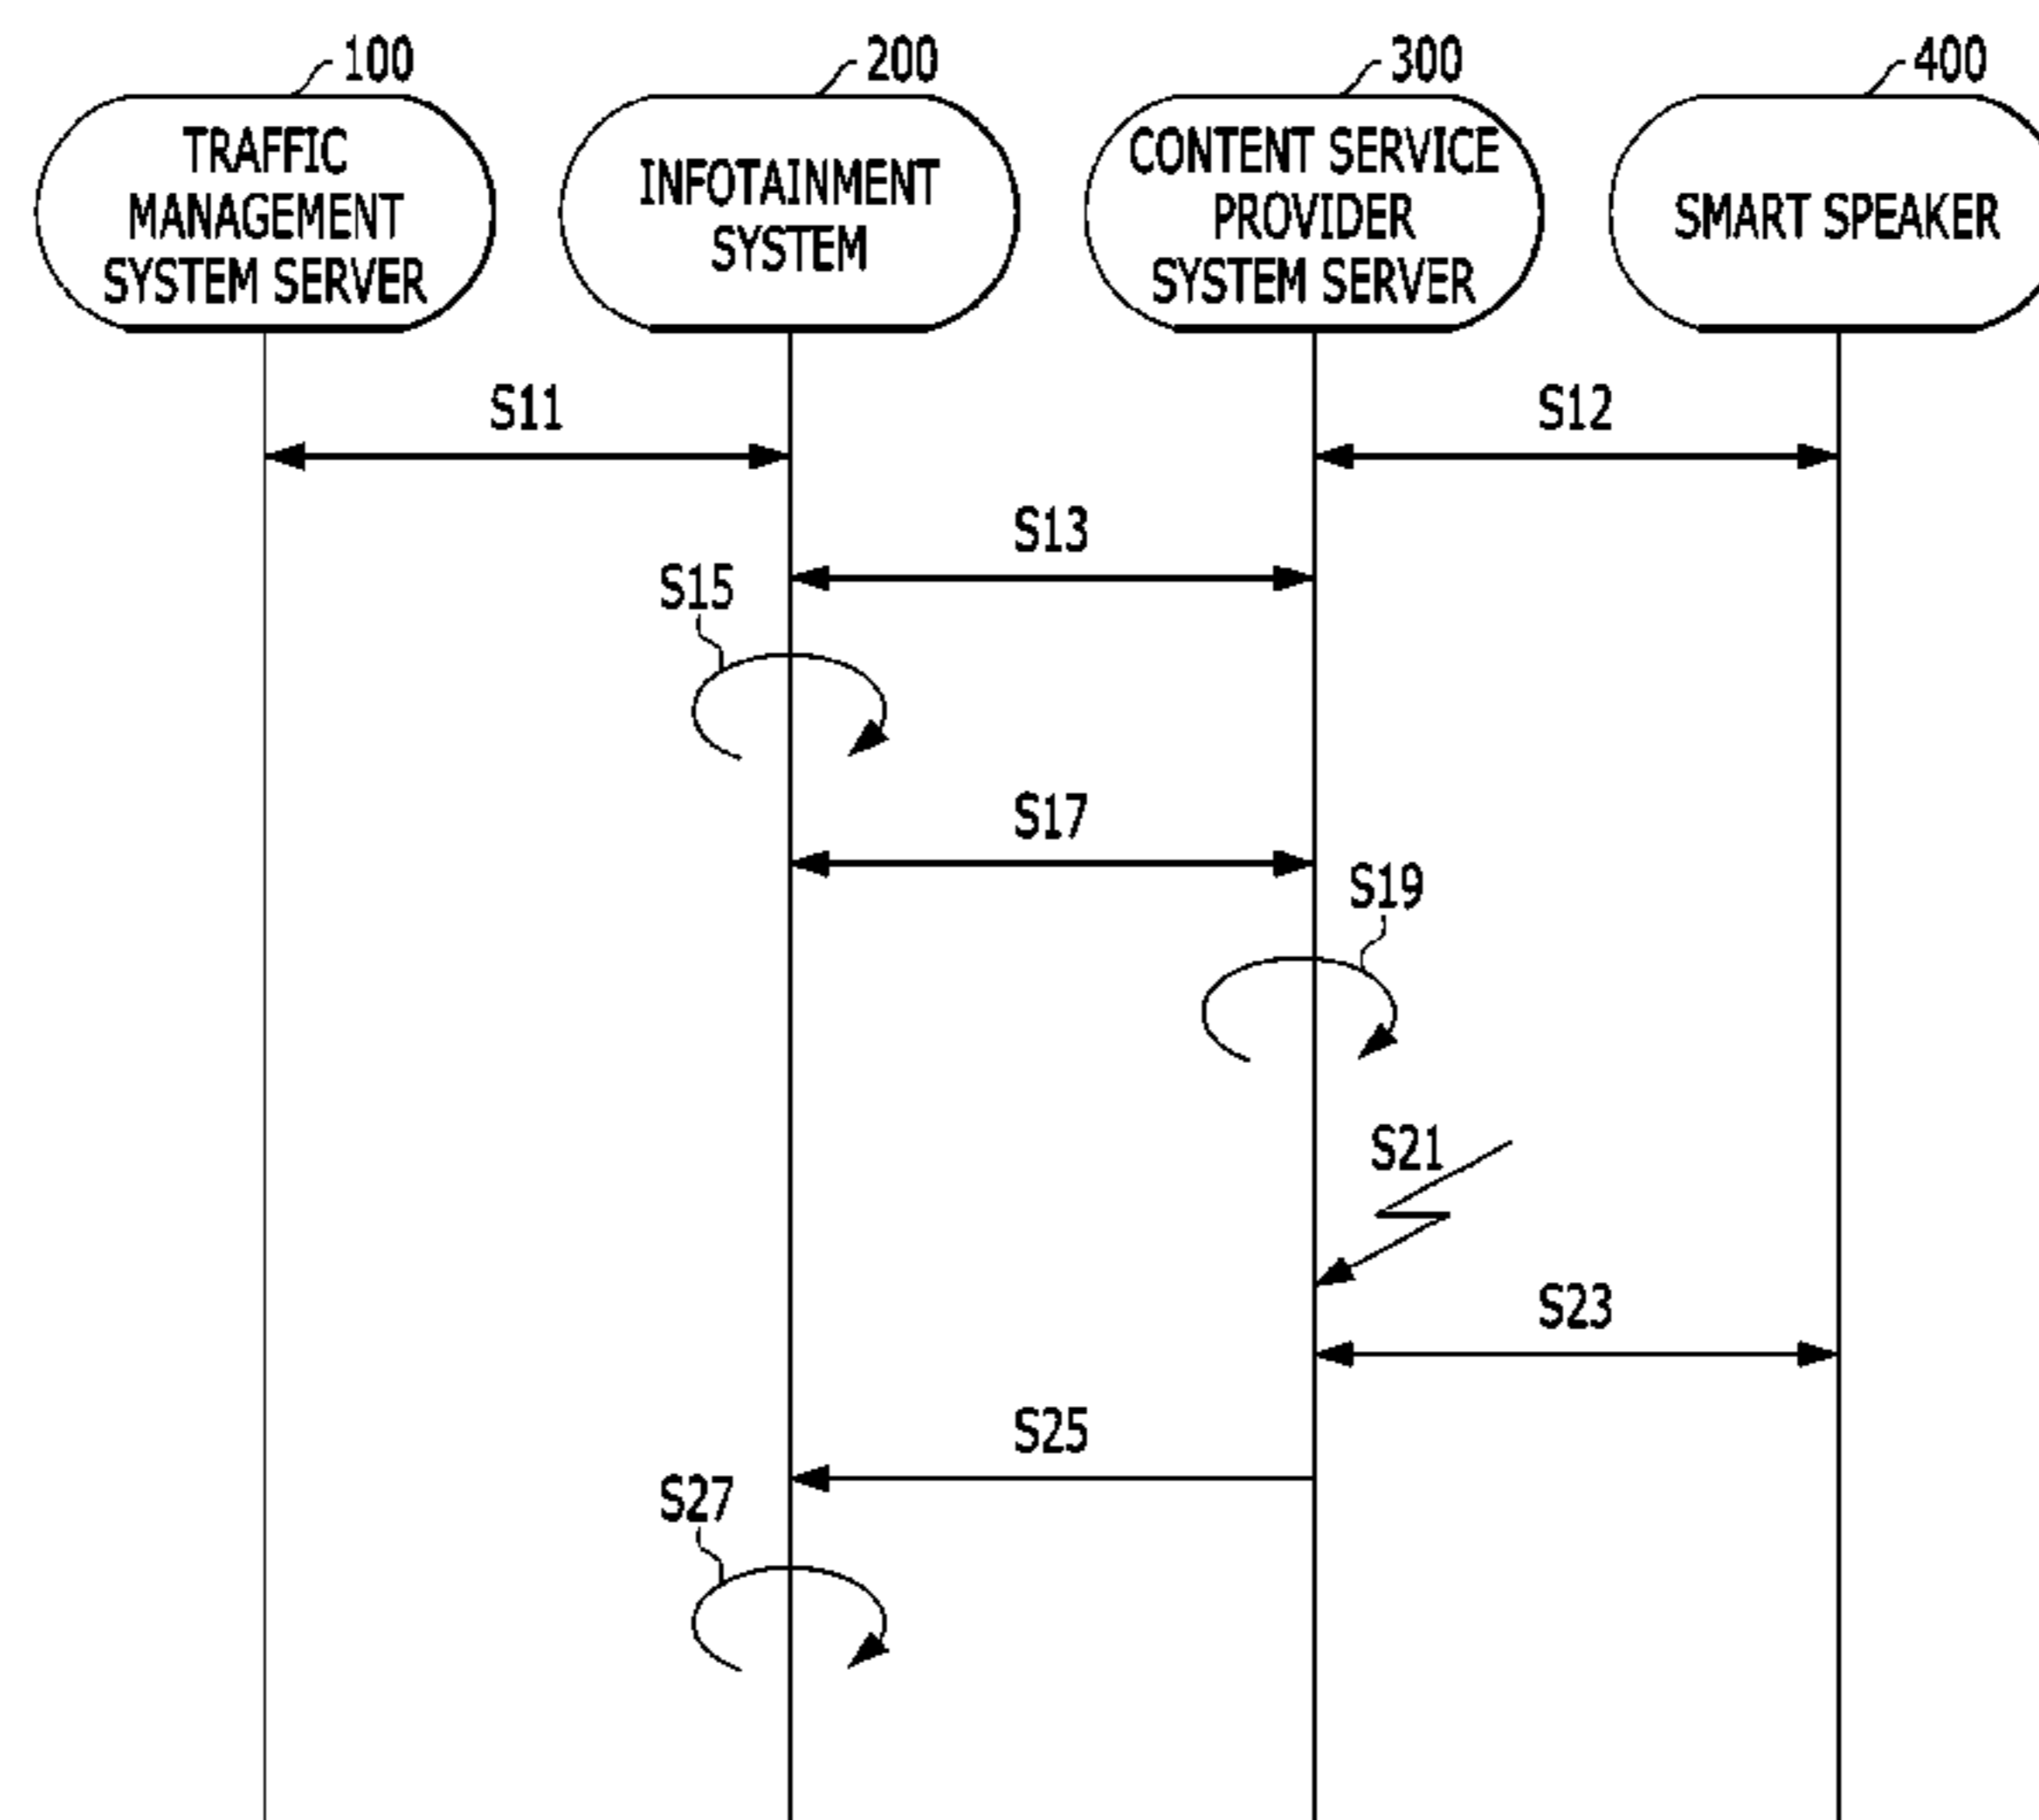 100
200
300
400
TRAFFIC
MANAGEMENT
SYSTEM SERVER
INFOTAINMENT
SYSTEM
CONTENT SERVICE
PROVIDER
SYSTEM SERVER
SMART SPEAKER
S11
S12
S13
S15
S17
S19
S21
S23
S25
S27